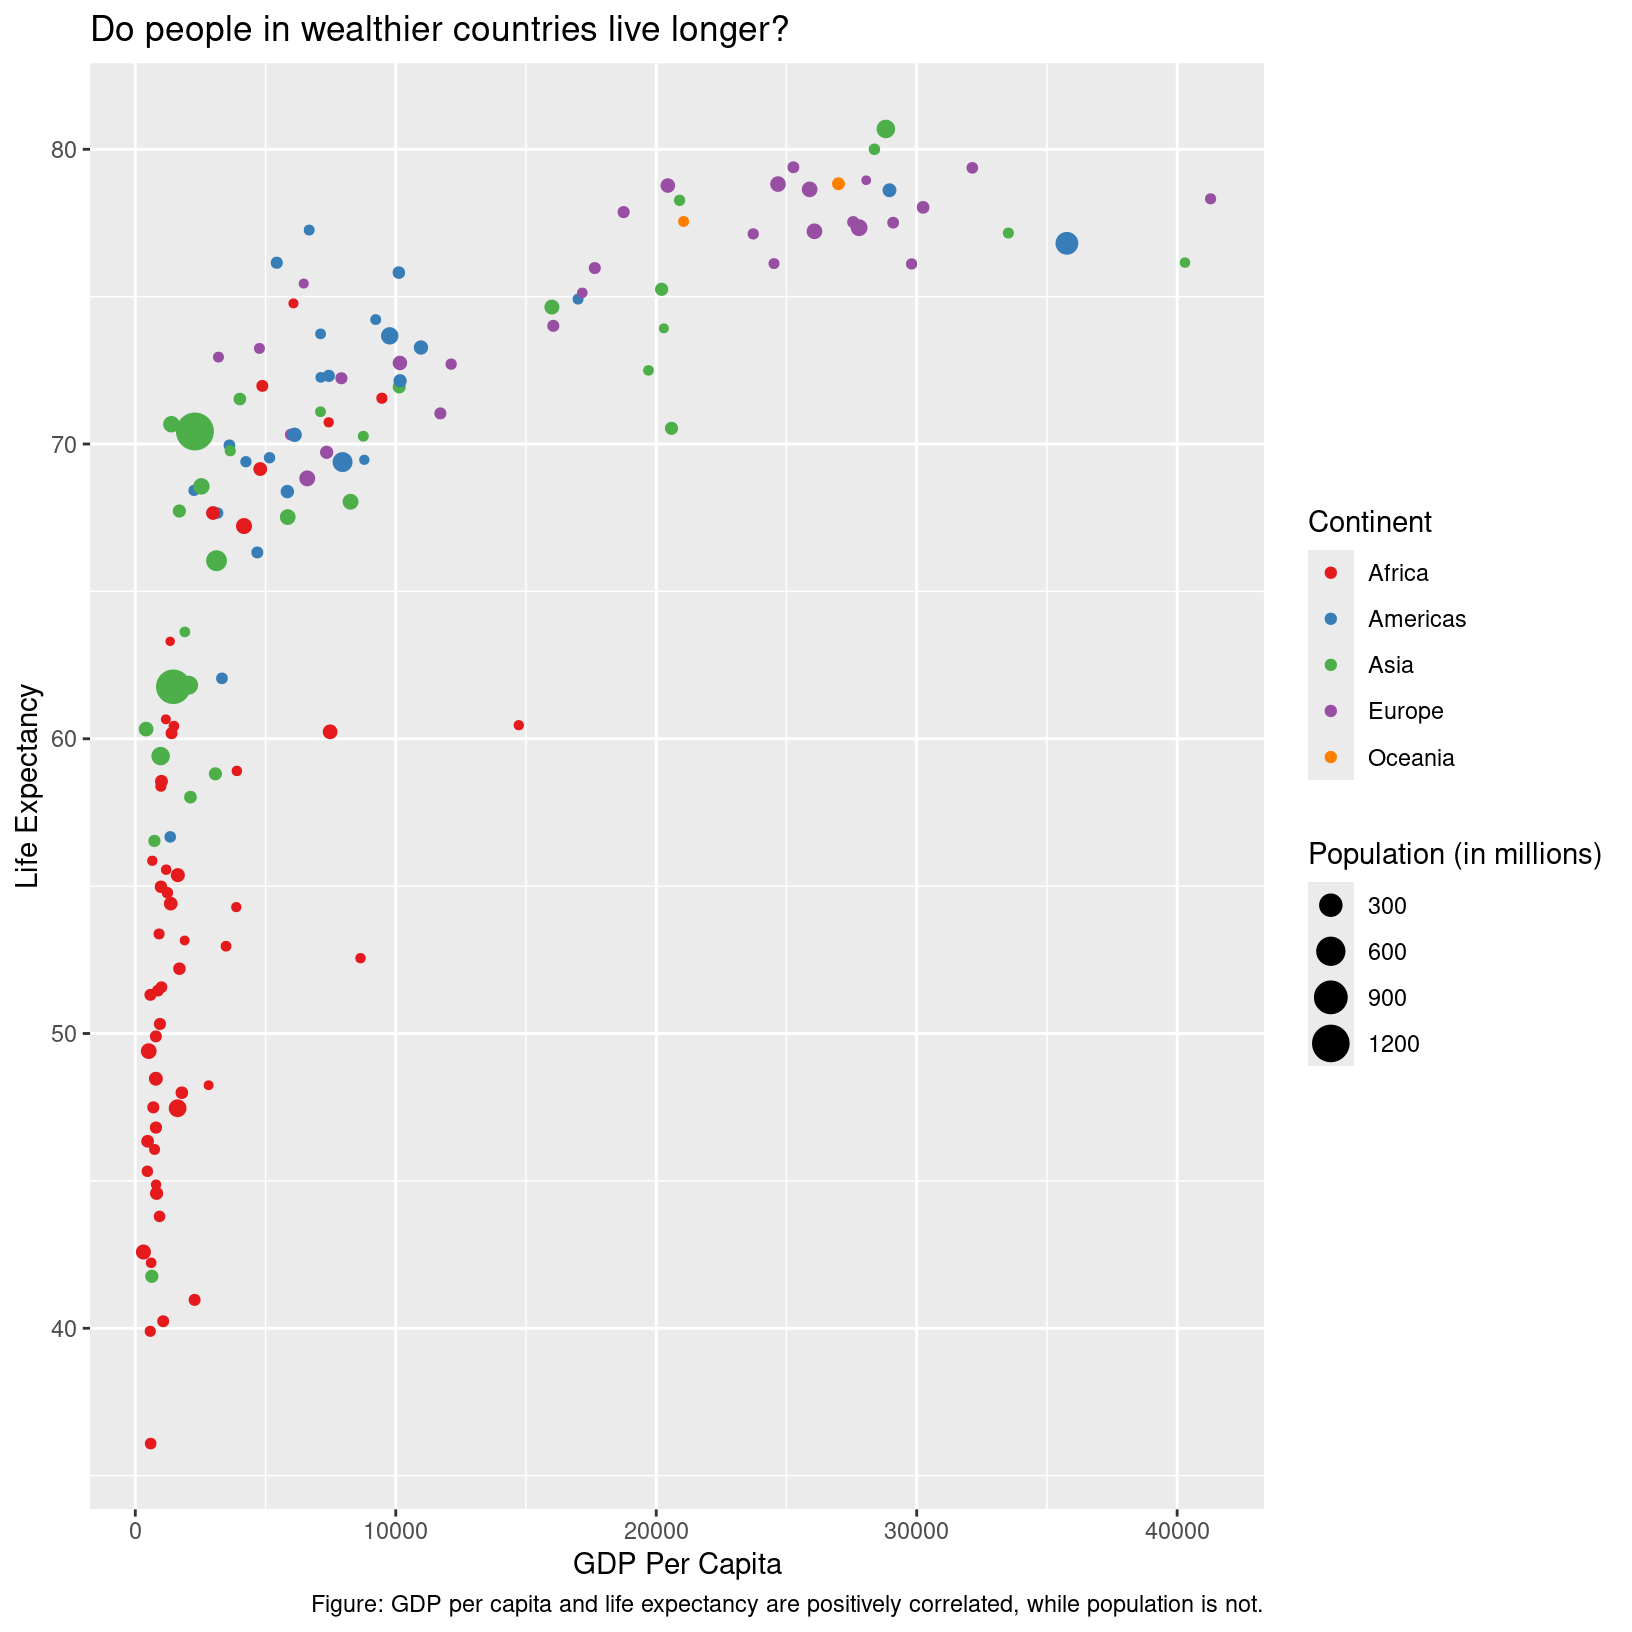 Do people in wealthier countries live longer?
80
70
60
50
40
Life Expectancy
0 10000 20000 30000 40000
GDP Per Capita
Figure: GDP per capita and life expectancy are positively correlated, while population is not.
Continent
Africa
Americas
Asia
Europe
Oceania
Population (in millions)
300
600
900
1200